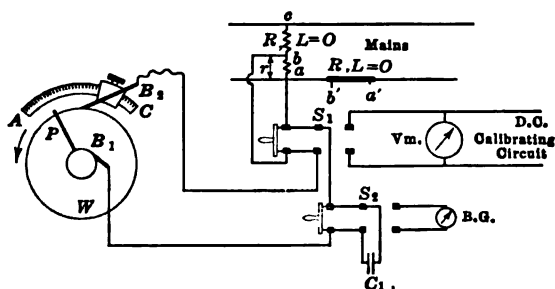 c
R, L=O
Mains
b
r
a
R, L=O
b' a'
B2
A
C
P
B1
W
S1
Vm.
D.C.
Calibrating
Circuit
S2
B.G.
C1.